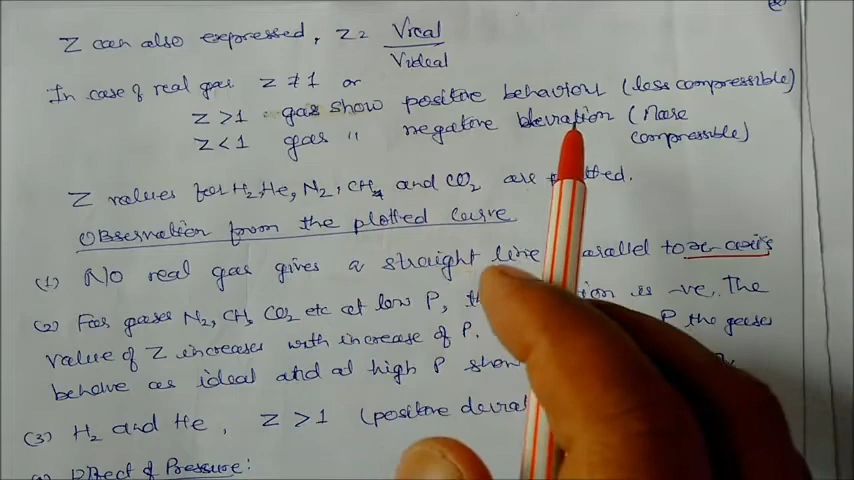 Z can also expressed, Z = Vreal / Videal
In case of real gas Z ≠ 1 or
Z > 1 gas show positive behaviour (less compressible)
Z < 1 gas " negative deviation (More compressible)
Z values for H2, He, N2, CH4 and CO2 are
Observation from the plotted curve
(1) No real gas gives a straight line parallel to x-axis
(2) For gases N2, CH4, CO2 etc at low P, is -ve. The
value of Z increases with increase of P. P the gases
behave as ideal and at high P show
(3) H2 and He, Z > 1 (positive
Effect of Pressure: